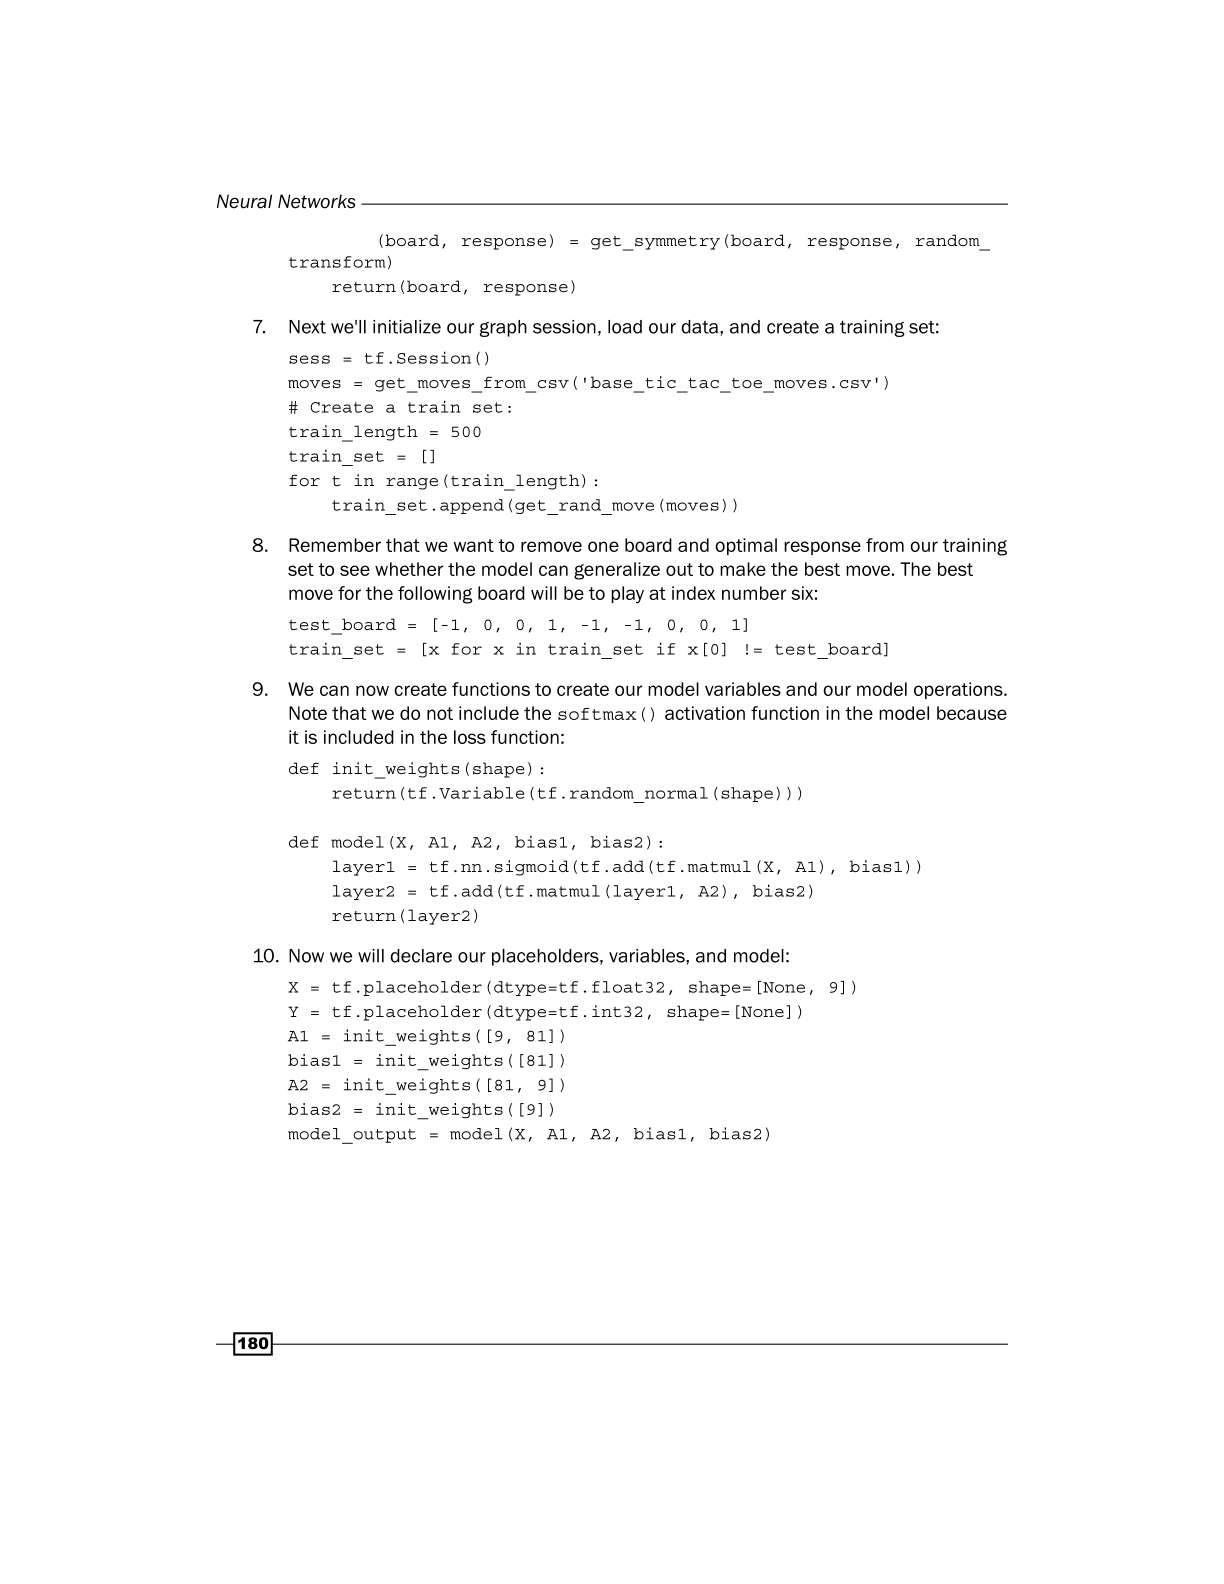 Neural Networks
(board, response) = get_symmetry(board, response, random_
transform)
return(board, response)
7. Next we'll initialize our graph session, load our data, and create a training set:
sess = tf.Session()
moves = get_moves_from_csv('base_tic_tac_toe_moves.csv')
# Create a train set:
train_length = 500
train_set = []
for t in range(train_length):
    train_set.append(get_rand_move(moves))
8. Remember that we want to remove one board and optimal response from our training
set to see whether the model can generalize out to make the best move. The best
move for the following board will be to play at index number six:
test_board = [-1, 0, 0, 1, -1, -1, 0, 0, 1]
train_set = [x for x in train_set if x[0] != test_board]
9. We can now create functions to create our model variables and our model operations.
Note that we do not include the softmax() activation function in the model because
it is included in the loss function:
def init_weights(shape):
    return(tf.Variable(tf.random_normal(shape)))
def model(X, A1, A2, bias1, bias2):
    layer1 = tf.nn.sigmoid(tf.add(tf.matmul(X, A1), bias1))
    layer2 = tf.add(tf.matmul(layer1, A2), bias2)
    return(layer2)
10. Now we will declare our placeholders, variables, and model:
X = tf.placeholder(dtype=tf.float32, shape=[None, 9])
Y = tf.placeholder(dtype=tf.int32, shape=[None])
A1 = init_weights([9, 81])
bias1 = init_weights([81])
A2 = init_weights([81, 9])
bias2 = init_weights([9])
model_output = model(X, A1, A2, bias1, bias2)
180